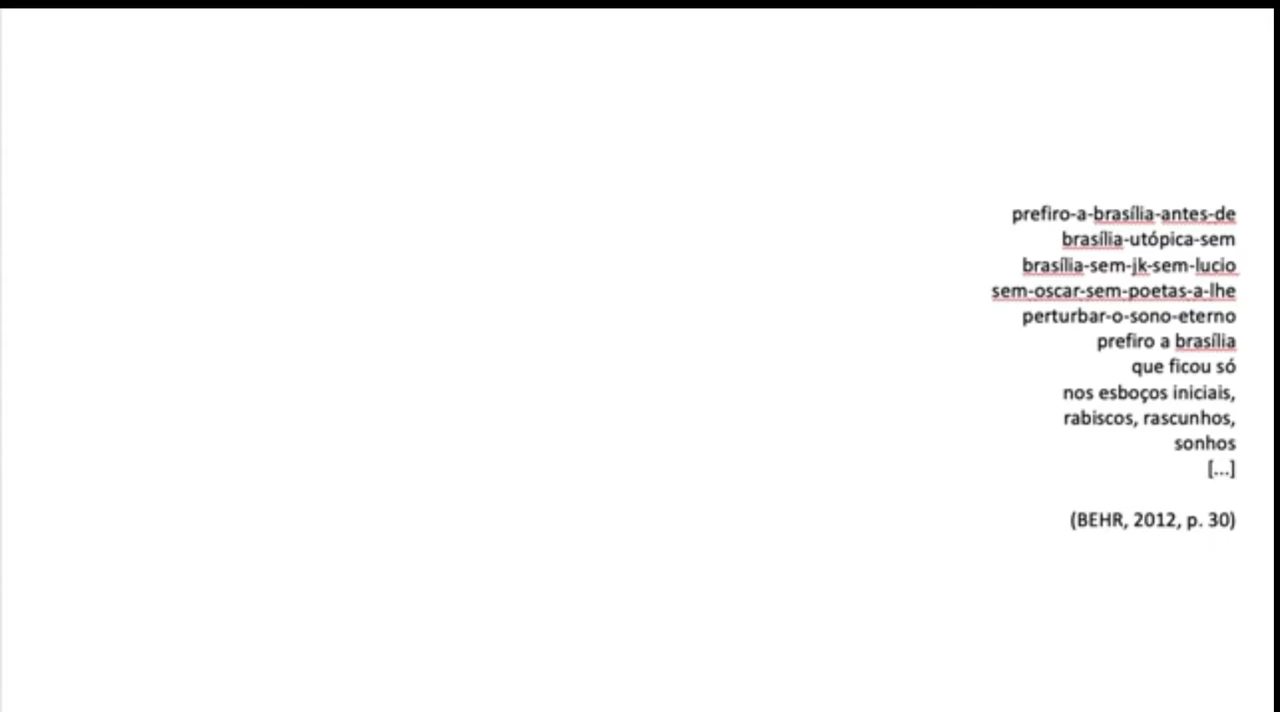 prefiro-a-brasília-antes-de
brasília-utópica-sem
brasília-sem-jk-sem-lucio
sem-oscar-sem-poetas-a-lhe
perturbar-o-sono-eterno
prefiro a brasília
que ficou só
nos esboços iniciais,
rabiscos, rascunhos,
sonhos
[...]
(BEHR, 2012, p. 30)